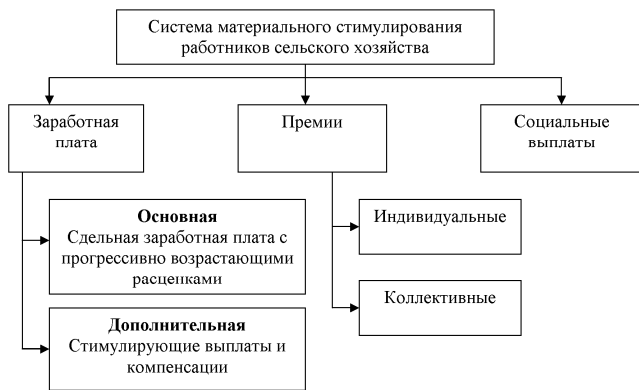 Система материального стимулирования
работников сельского хозяйства
Заработная
плата
Премии
Социальные
выплаты
Основная
Сдельная заработная плата с
прогрессивно возрастающими
расценками
Дополнительная
Стимулирующие выплаты и
компенсации
Индивидуальные
Коллективные